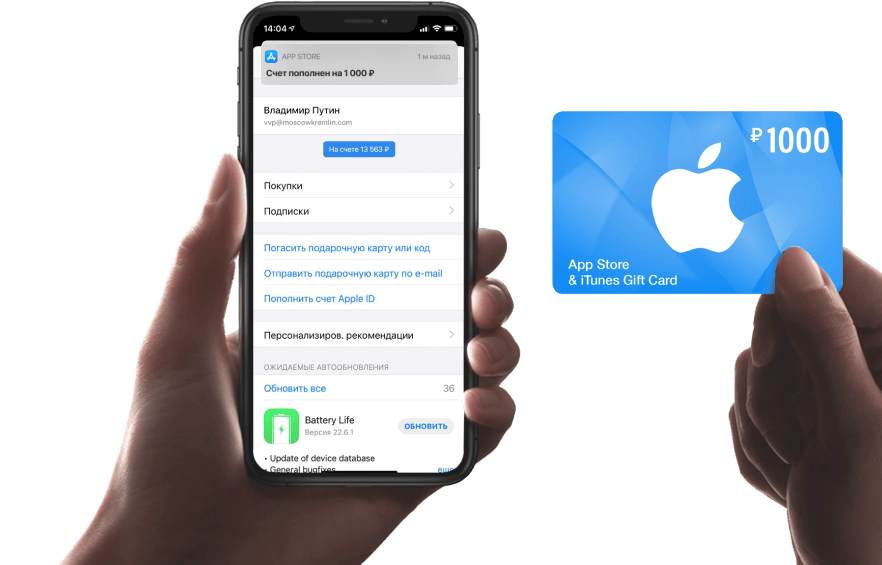 14:04
APP STORE
1 м назад
Счет пополнен на 1 000 ₽
Владимир Путин
vvp@moscowkremlin.com
На счете 13 563 ₽
Покупки
Подписки
Погасить подарочную карту или код
Отправить подарочную карту по e-mail
Пополнить счет Apple ID
Персонализиров. рекомендации
ОЖИДАЕМЫЕ АВТООБНОВЛЕНИЯ
Обновить все
36
Battery Life
Версия 22.6.1
ОБНОВИТЬ
• Update of device database
• General bugfixes
еще
₽1000
App Store
& iTunes Gift Card